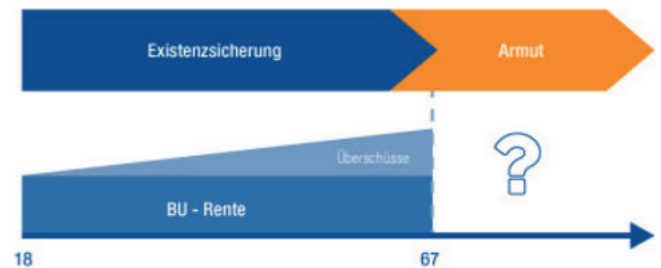 Existenzsicherung
Armut
Überschüsse
?
BU - Rente
18
67